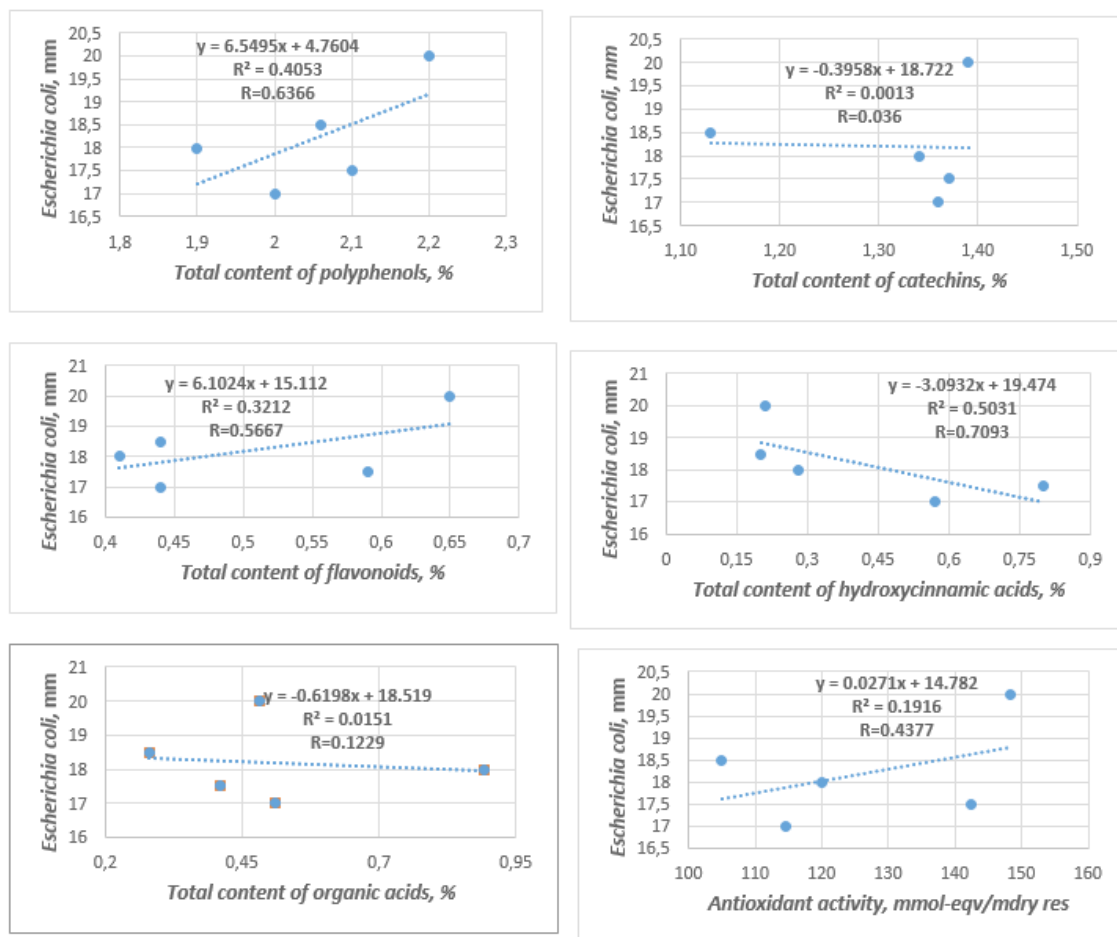 20,5
20
19,5
19
18,5
18
17,5
17
16,5
Escherichia coli, mm
y = 6.5495x + 4.7604
R² = 0.4053
R=0.6366
1,8 1,9 2 2,1 2,2 2,3
Total content of polyphenols, %
20,5
20
19,5
19
18,5
18
17,5
17
16,5
Escherichia coli, mm
y = -0.3958x + 18.722
R² = 0.0013
R=0.036
1,10 1,20 1,30 1,40 1,50
Total content of catechins, %
21
20
19
18
17
16
Escherichia coli, mm
y = 6.1024x + 15.112
R² = 0.3212
R=0.5667
0,4 0,45 0,5 0,55 0,6 0,65 0,7
Total content of flavonoids, %
21
20
19
18
17
16
Escherichia coli, mm
y = -3.0932x + 19.474
R² = 0.5031
R=0.7093
0 0,15 0,3 0,45 0,6 0,75 0,9
Total content of hydroxycinnamic acids, %
21
20
19
18
17
16
Escherichia coli, mm
y = -0.6198x + 18.519
R² = 0.0151
R=0.1229
0,2 0,45 0,7 0,95
Total content of organic acids, %
20,5
20
19,5
19
18,5
18
17,5
17
16,5
Escherichia coli, mm
y = 0.0271x + 14.782
R² = 0.1916
R=0.4377
100 110 120 130 140 150 160
Antioxidant activity, mmol-eqv/mdry res